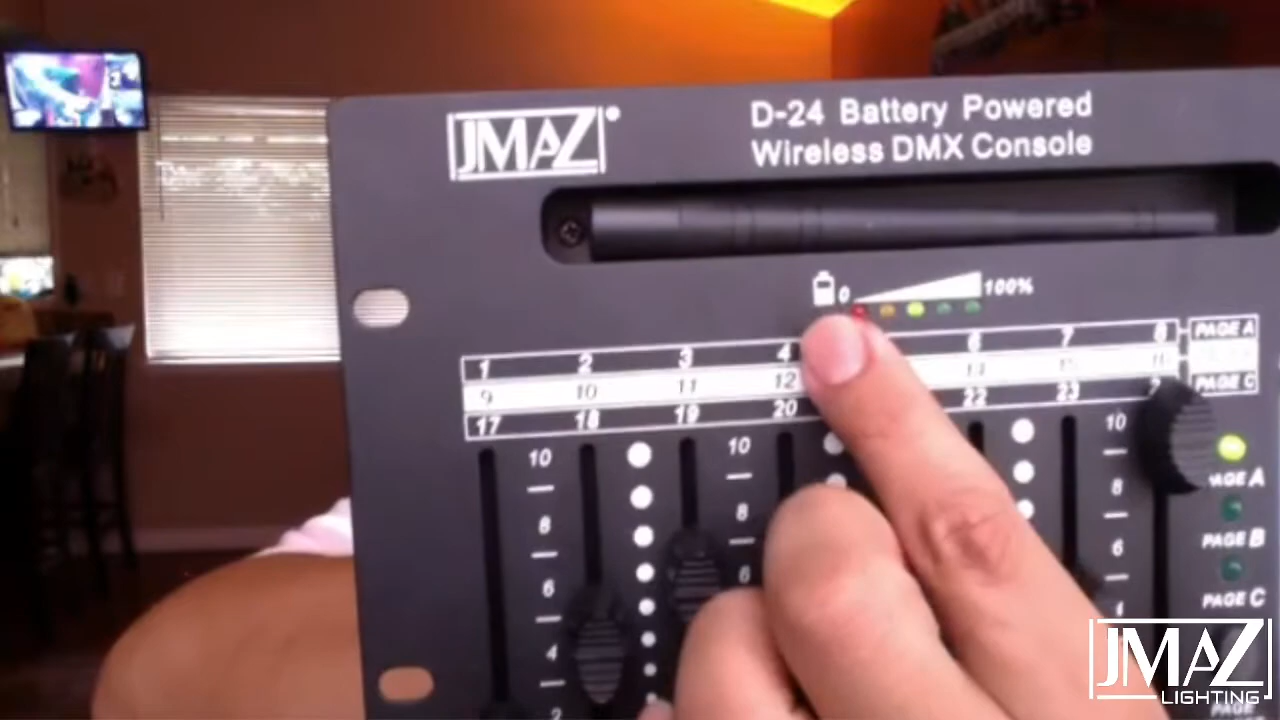 JMAZ®
D-24 Battery Powered
Wireless DMX Console
0 100%
1 2 3 4 6 7 8 PAGE A
9 10 11 12
17 18 19 20 22 23 PAGE C
10 10 10
8 8 8
6 6 6
4
2
PAGE A
PAGE B
PAGE C
JMAZ
LIGHTING